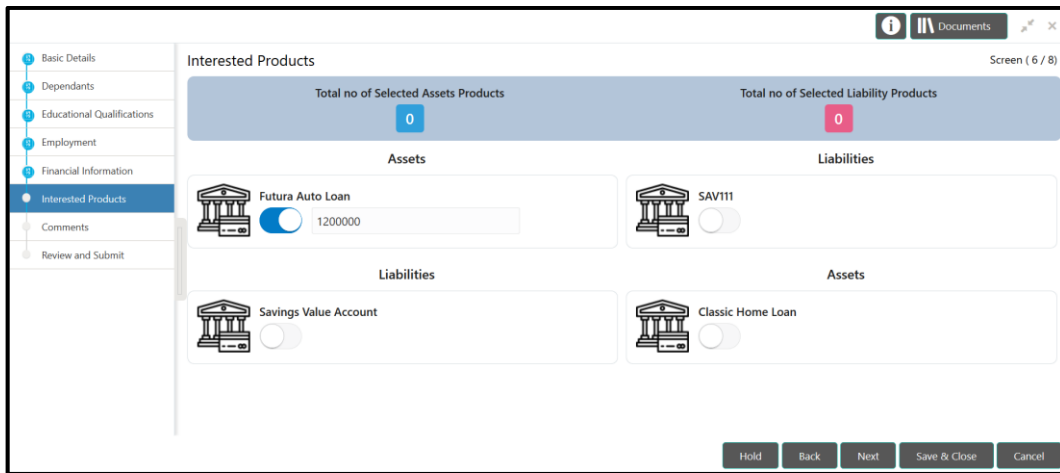 Documents
Basic Details
Dependants
Educational Qualifications
Employment
Financial Information
Interested Products
Comments
Review and Submit
Interested Products
Screen ( 6 / 8)
Total no of Selected Assets Products
0
Total no of Selected Liability Products
0
Assets
Futura Auto Loan
1200000
Liabilities
SAV111
Liabilities
Savings Value Account
Assets
Classic Home Loan
Hold
Back
Next
Save & Close
Cancel